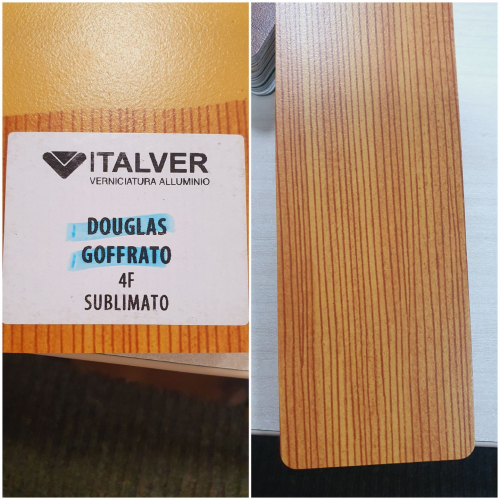 ITALVER
VERNICIATURA ALLUMINIO
DOUGLAS
GOFFRATO
4F
SUBLIMATO